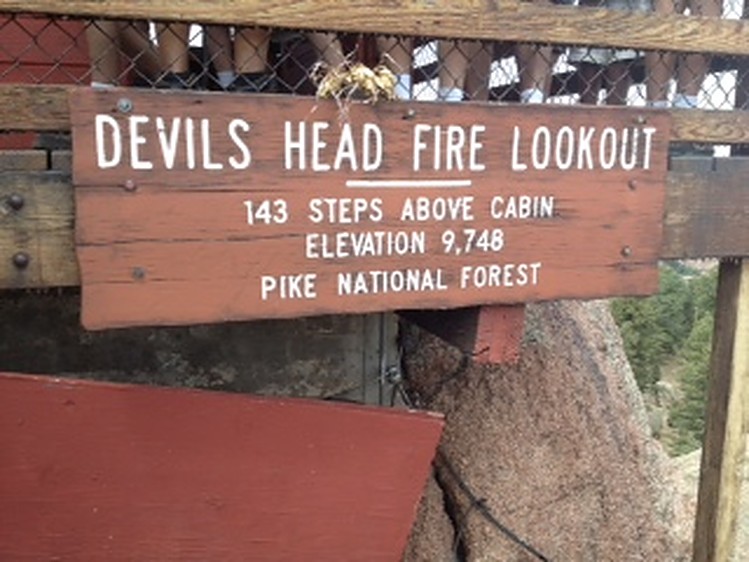 DEVILS HEAD FIRE LOOKOUT
143 STEPS ABOVE CABIN
ELEVATION 9,748
PIKE NATIONAL FOREST